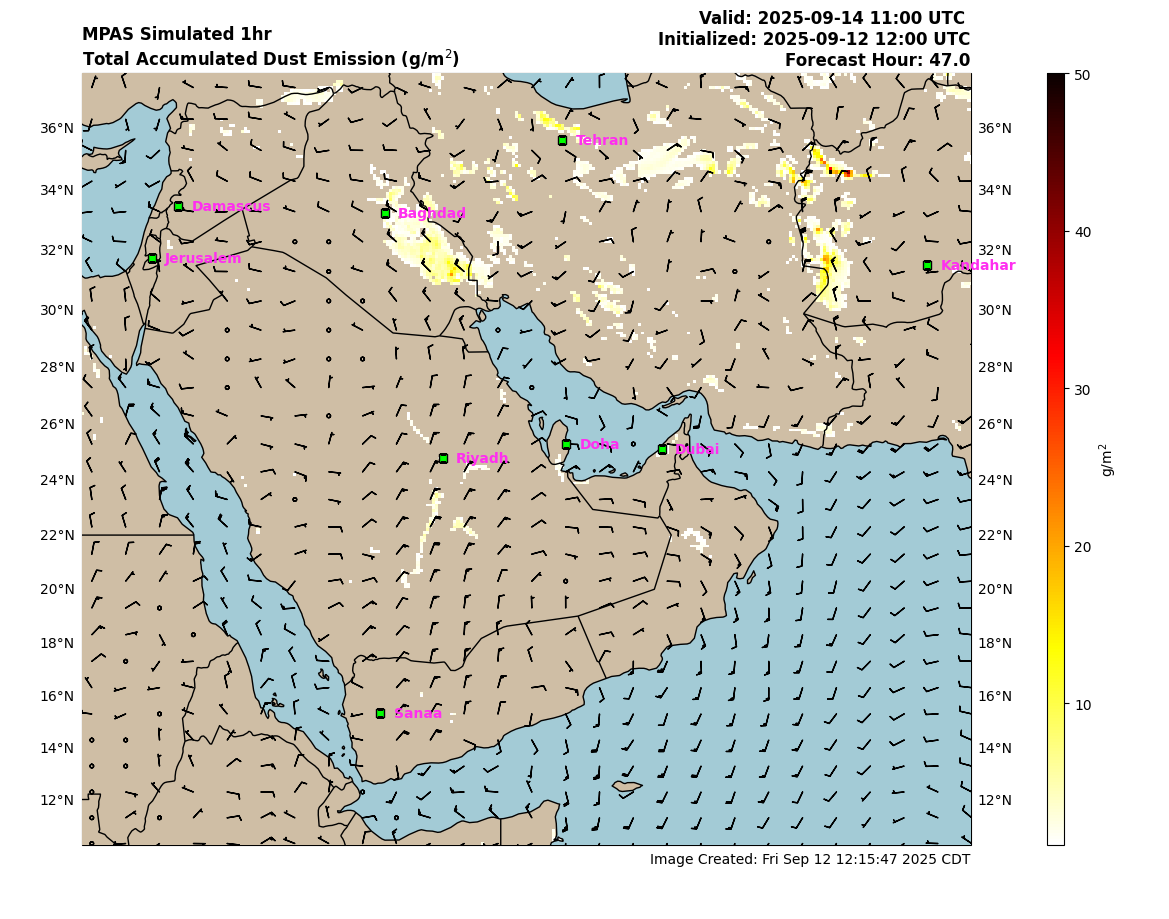 MPAS Simulated 1hr
Total Accumulated Dust Emission (g/m²)
Valid: 2025-09-14 11:00 UTC
Initialized: 2025-09-12 12:00 UTC
Forecast Hour: 47.0
36°N
34°N
32°N
30°N
28°N
26°N
24°N
22°N
20°N
18°N
16°N
14°N
12°N
Tehran
Damascus
Baghdad
Jerusalem
Kandahar
Doha
Dubai
Riyadh
Sanaa
36°N
34°N
32°N
30°N
28°N
26°N
24°N
22°N
20°N
18°N
16°N
14°N
12°N
50
40
30
20
10
g/m²
Image Created: Fri Sep 12 12:15:47 2025 CDT